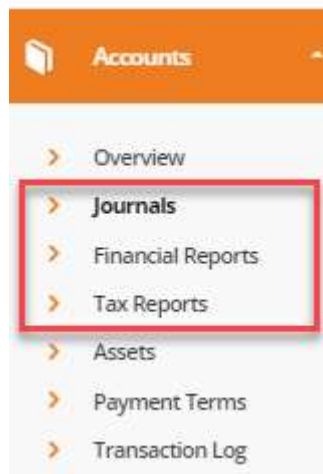 Accounts
Overview
Journals
Financial Reports
Tax Reports
Assets
Payment Terms
Transaction Log